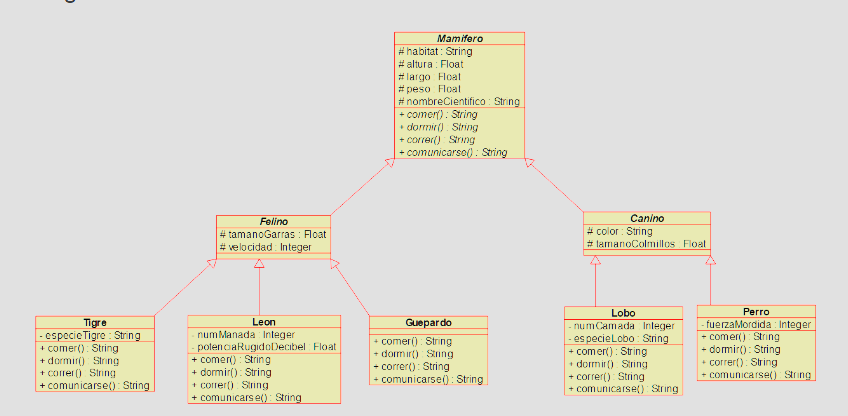 Mamífero
# habitat : String
# altura : Float
# largo : Float
# peso : Float
# nombreCientifico : String
+ comer() : String
+ dormir() : String
+ correr() : String
+ comunicarse() : String
Felino
# tamanoGarras : Float
# velocidad : Integer
Canino
# color : String
# tamanoColmillos : Float
Tigre
- especieTigre : String
+ comer() : String
+ dormir() : String
+ correr() : String
+ comunicarse() : String
Leon
- numManada : Integer
- potenciaRugidoDecibel : Float
+ comer() : String
+ dormir() : String
+ correr() : String
+ comunicarse() : String
Guepardo
+ comer() : String
+ dormir() : String
+ correr() : String
+ comunicarse() : String
Lobo
- numCamada : Integer
- especieLobo : String
+ comer() : String
+ dormir() : String
+ correr() : String
+ comunicarse() : String
Perro
- fuerzaMordida : Integer
+ comer() : String
+ dormir() : String
+ correr() : String
+ comunicarse() : String